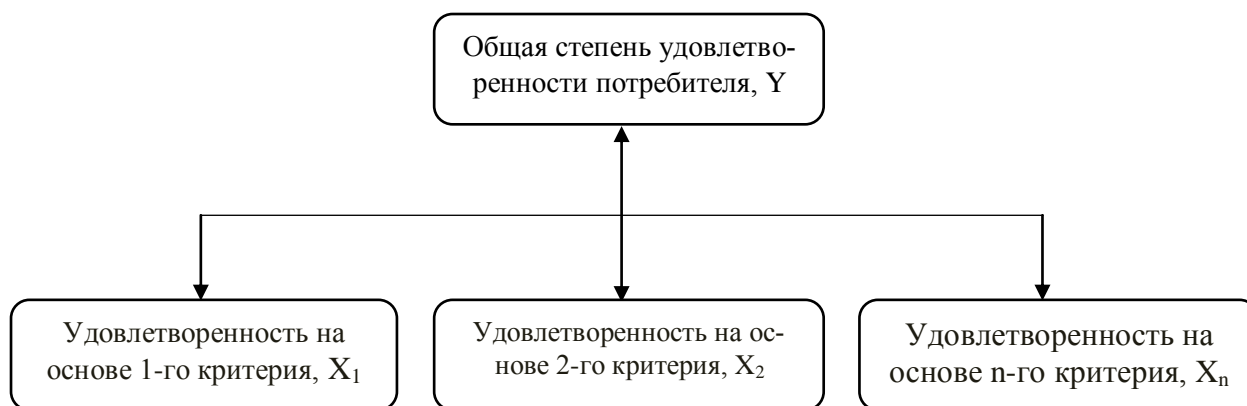 Общая степень удовлетво-
ренности потребителя, Y
Удовлетворенность на
основе 1-го критерия, X₁
Удовлетворенность на ос-
нове 2-го критерия, X₂
Удовлетворенность на
основе n-го критерия, Xₙ